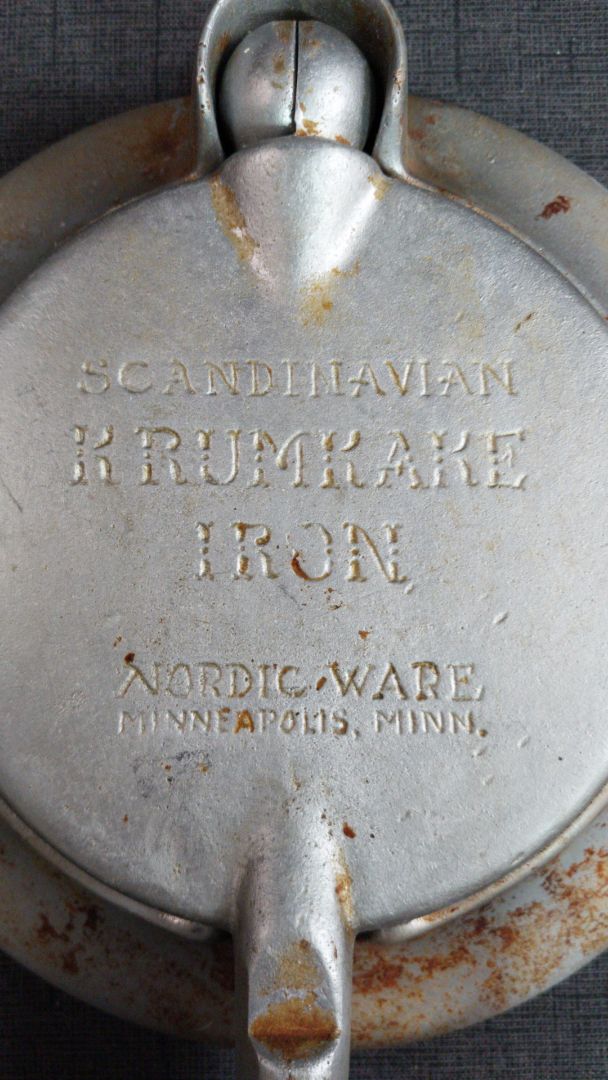 SCANDINAVIAN
KRUMKAKE
IRON
NORDIC WARE
MINNEAPOLIS, MINN.